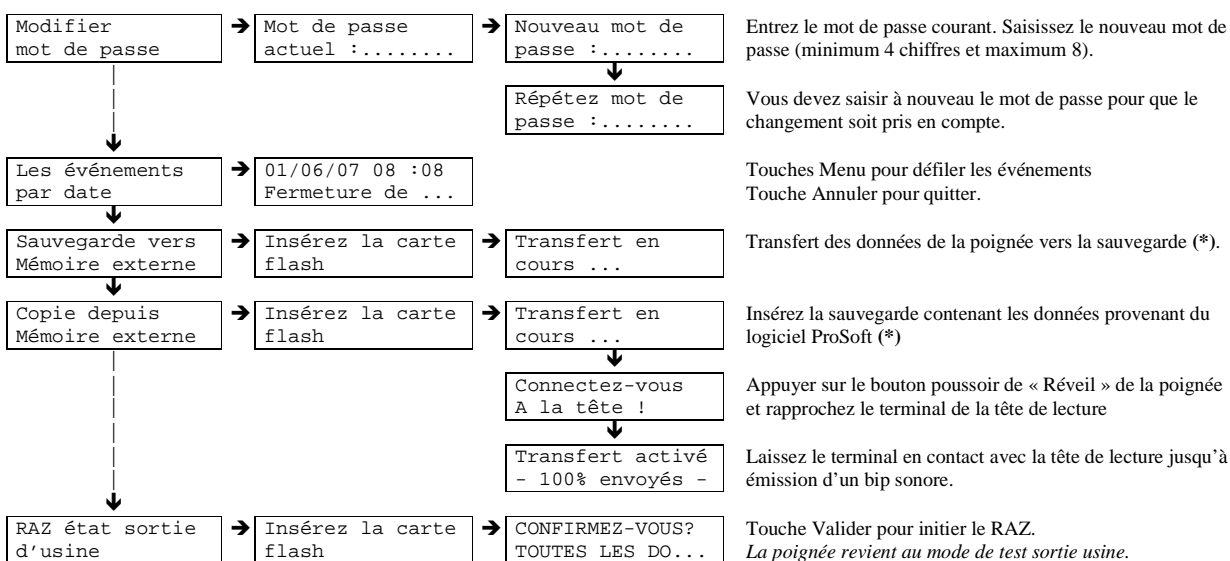 Modifier
mot de passe
Mot de passe
actuel :........
Nouveau mot de
passe :........
Entrez le mot de passe courant. Saisissez le nouveau mot de
passe (minimum 4 chiffres et maximum 8).
Répétez mot de
passe :........
Vous devez saisir à nouveau le mot de passe pour que le
changement soit pris en compte.
Les événements
par date
01/06/07 08 :08
Fermeture de ...
Touches Menu pour défiler les événements
Touche Annuler pour quitter.
Sauvegarde vers
Mémoire externe
Insérez la carte
flash
Transfert en
cours ...
Transfert des données de la poignée vers la sauvegarde (*).
Copie depuis
Mémoire externe
Insérez la carte
flash
Transfert en
cours ...
Insérez la sauvegarde contenant les données provenant du
logiciel ProSoft (*)
Connectez-vous
A la tête !
Appuyer sur le bouton poussoir de « Réveil » de la poignée
et rapprochez le terminal de la tête de lecture
Transfert activé
- 100% envoyés -
Laissez le terminal en contact avec la tête de lecture jusqu'à
émission d'un bip sonore.
RAZ état sortie
d'usine
Insérez la carte
flash
CONFIRMEZ-VOUS?
TOUTES LES DO...
Touche Valider pour initier le RAZ.
La poignée revient au mode de test sortie usine.